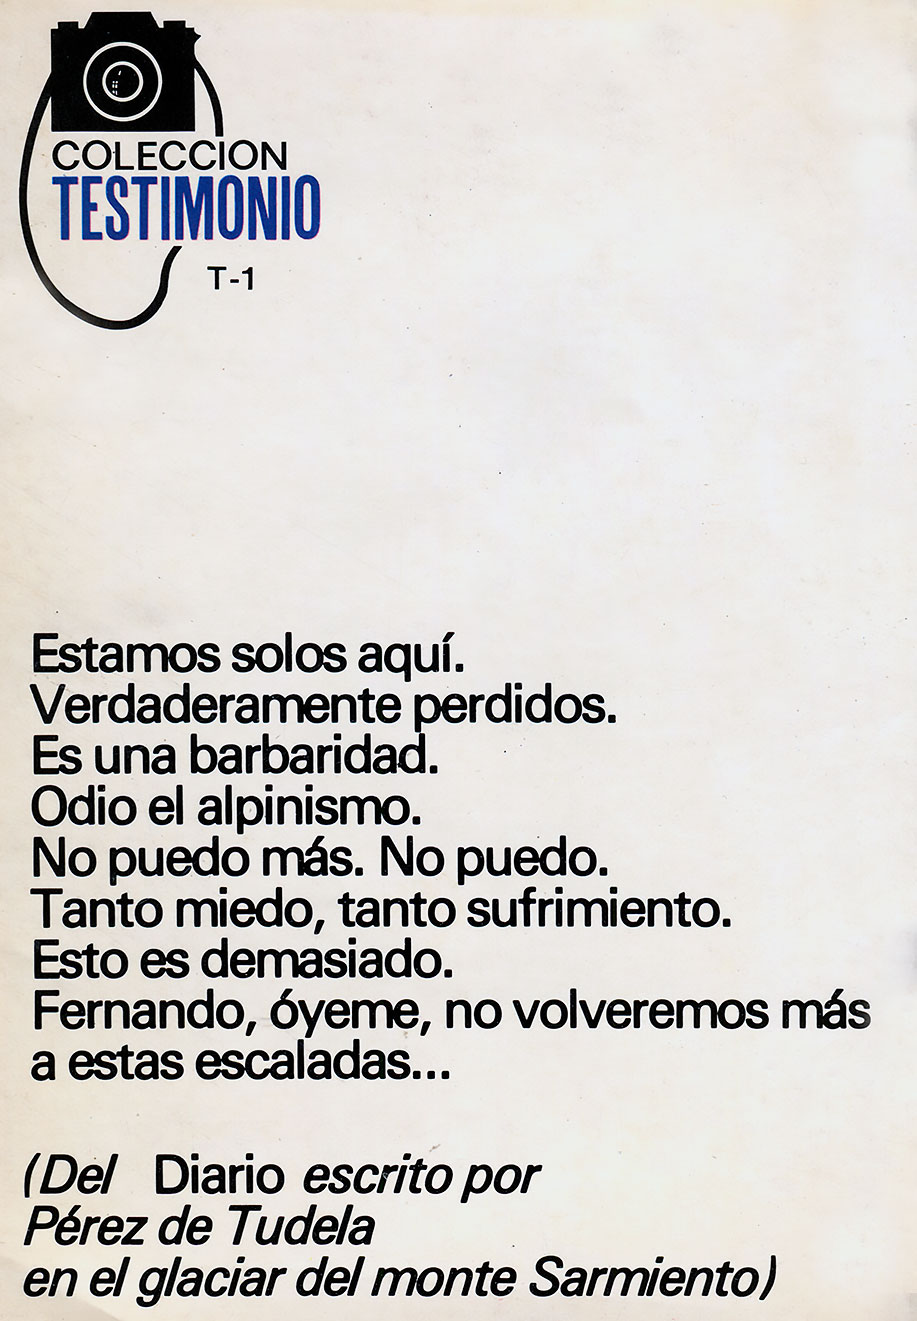 COLECCION
TESTIMONIO
T-1
Estamos solos aquí.
Verdaderamente perdidos.
Es una barbaridad.
Odio el alpinismo.
No puedo más. No puedo.
Tanto miedo, tanto sufrimiento.
Esto es demasiado.
Fernando, óyeme, no volveremos más
a estas escaladas...
(Del Diario escrito por
Pérez de Tudela
en el glaciar del monte Sarmiento)